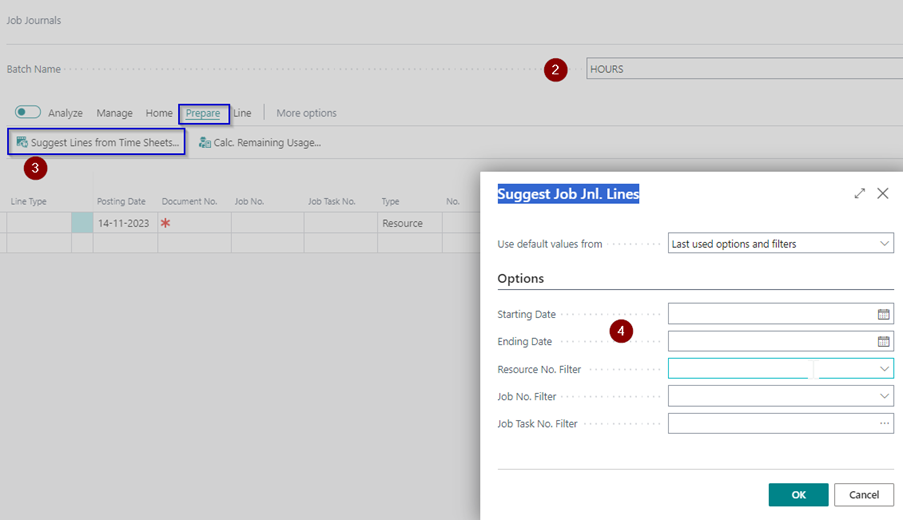 Job Journals
Batch Name 2 HOURS
Analyze Manage Home Prepare Line More options
Suggest Lines from Time Sheets... Calc. Remaining Usage...
3
Line Type Posting Date Document No. Job No. Job Task No. Type No.
14-11-2023 * Resource
Suggest Job Jnl. Lines
Use default values from Last used options and filters
Options
Starting Date
4
Ending Date
Resource No. Filter
Job No. Filter
Job Task No. Filter ...
OK Cancel